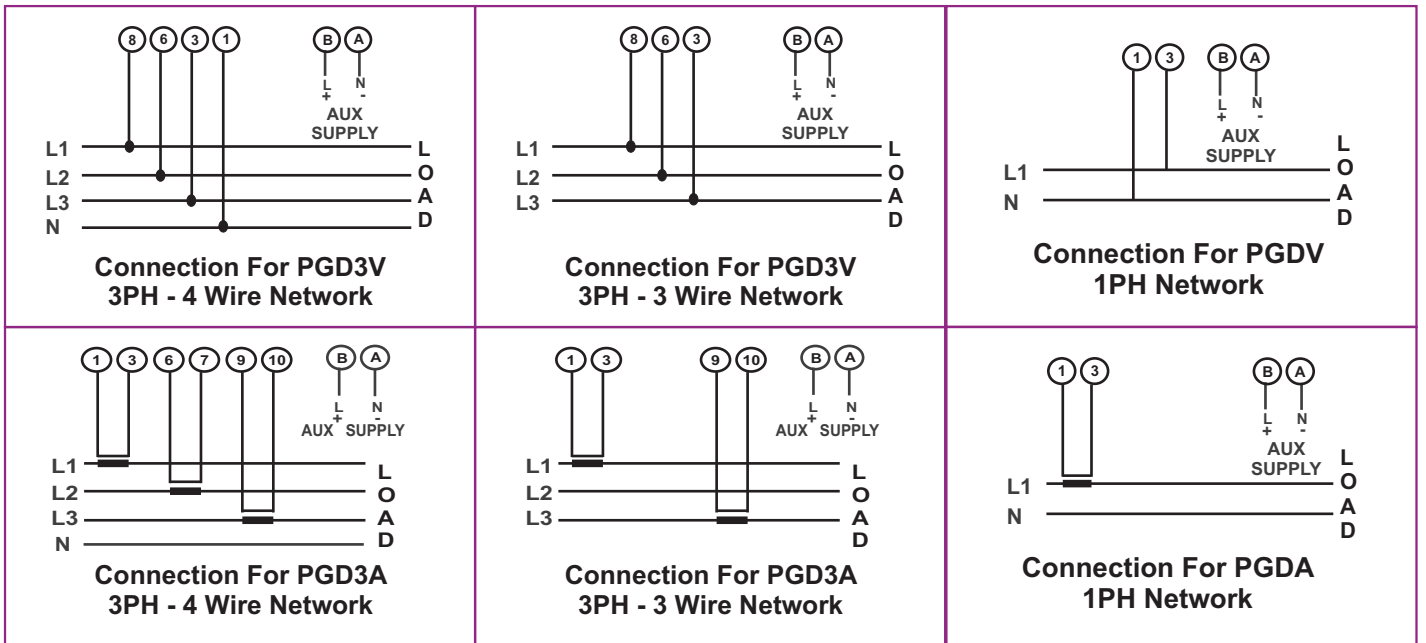 8 6 3 1 B A
L N
+ -
AUX
SUPPLY
L1 L
L2 O
L3 A
N D
Connection For PGD3V
3PH - 4 Wire Network
8 6 3 B A
L N
+ -
AUX
SUPPLY
L1 L
L2 O
L3 A
D
Connection For PGD3V
3PH - 3 Wire Network
1 3 B A
L N
+ -
AUX
SUPPLY
L
L1 O
N A
D
Connection For PGDV
1PH Network
1 3 6 7 9 10 B A
L N
+ -
AUX SUPPLY
L1 L
L2 O
L3 A
N D
Connection For PGD3A
3PH - 4 Wire Network
1 3 9 10 B A
L N
+ -
AUX SUPPLY
L1 L
L2 O
L3 A
D
Connection For PGD3A
3PH - 3 Wire Network
1 3 B A
L N
+ -
AUX
SUPPLY
L
L1 O
N A
D
Connection For PGDA
1PH Network